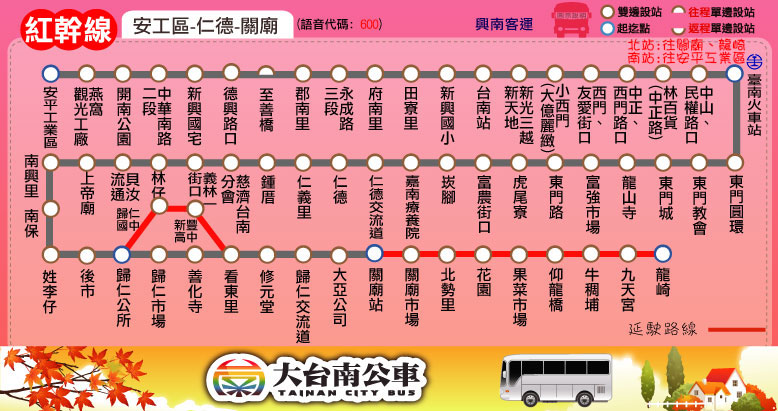 紅幹線
安工區-仁德-關廟
(語音代碼：600)
興南客運
雙邊設站
往程單邊設站
起迄點
返程單邊設站
北站:往關廟、龍崎
南站:往安平工業區
安平工業區
燕窩
觀光工廠
開南公園
中華南路
二段
新興國宅
德興路口
至善橋
郡南里
永成路
三段
府南里
田寮里
新興國小
台南站
新光三越
新天地
小西門
(大億麗緻)
西門、
友愛街口
中正、
西門路口
林百貨
(中正路)
中山、
民權路口
臺南火車站
東門圓環
東門教會
東門城
龍山寺
富強市場
東門路
虎尾寮
富農街口
崁腳
嘉南療養院
仁德交流道
仁德
仁義里
鍾厝
慈濟台南
分會
義林一
街口
林仔
貝汝
流通
上帝廟
南興里
南保
姓李仔
後市
歸仁公所
仁中
歸國
豐中
新高
歸仁市場
善化寺
看東里
修元堂
歸仁交流道
大亞公司
關廟站
關廟市場
北勢里
花園
果菜市場
仰龍橋
牛稠埔
九天宮
龍崎
延駛路線
大台南公車
TAINAN CITY BUS